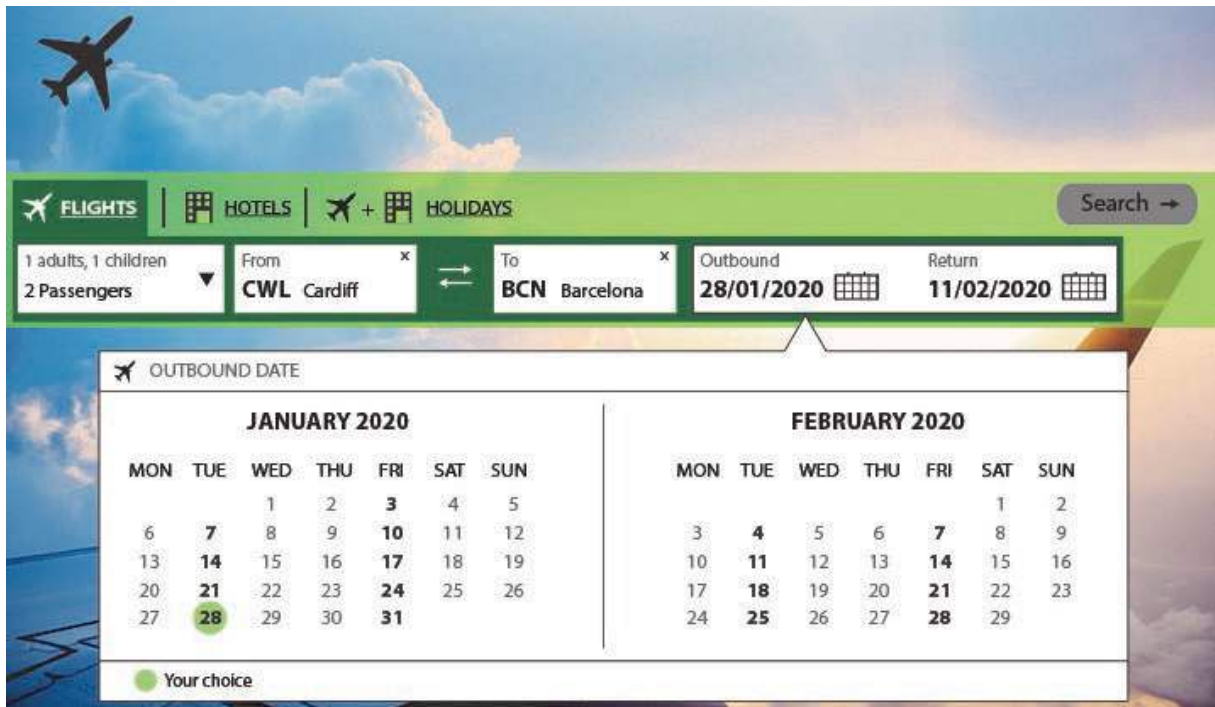 FLIGHTS | HOTELS | + HOLIDAYS
Search →
1 adults, 1 children
2 Passengers
From x
CWL Cardiff
To x
BCN Barcelona
Outbound
28/01/2020
Return
11/02/2020
OUTBOUND DATE
JANUARY 2020
MON TUE WED THU FRI SAT SUN
1 2 3 4 5
6 7 8 9 10 11 12
13 14 15 16 17 18 19
20 21 22 23 24 25 26
27 28 29 30 31
FEBRUARY 2020
MON TUE WED THU FRI SAT SUN
1 2
3 4 5 6 7 8 9
10 11 12 13 14 15 16
17 18 19 20 21 22 23
24 25 26 27 28 29
Your choice